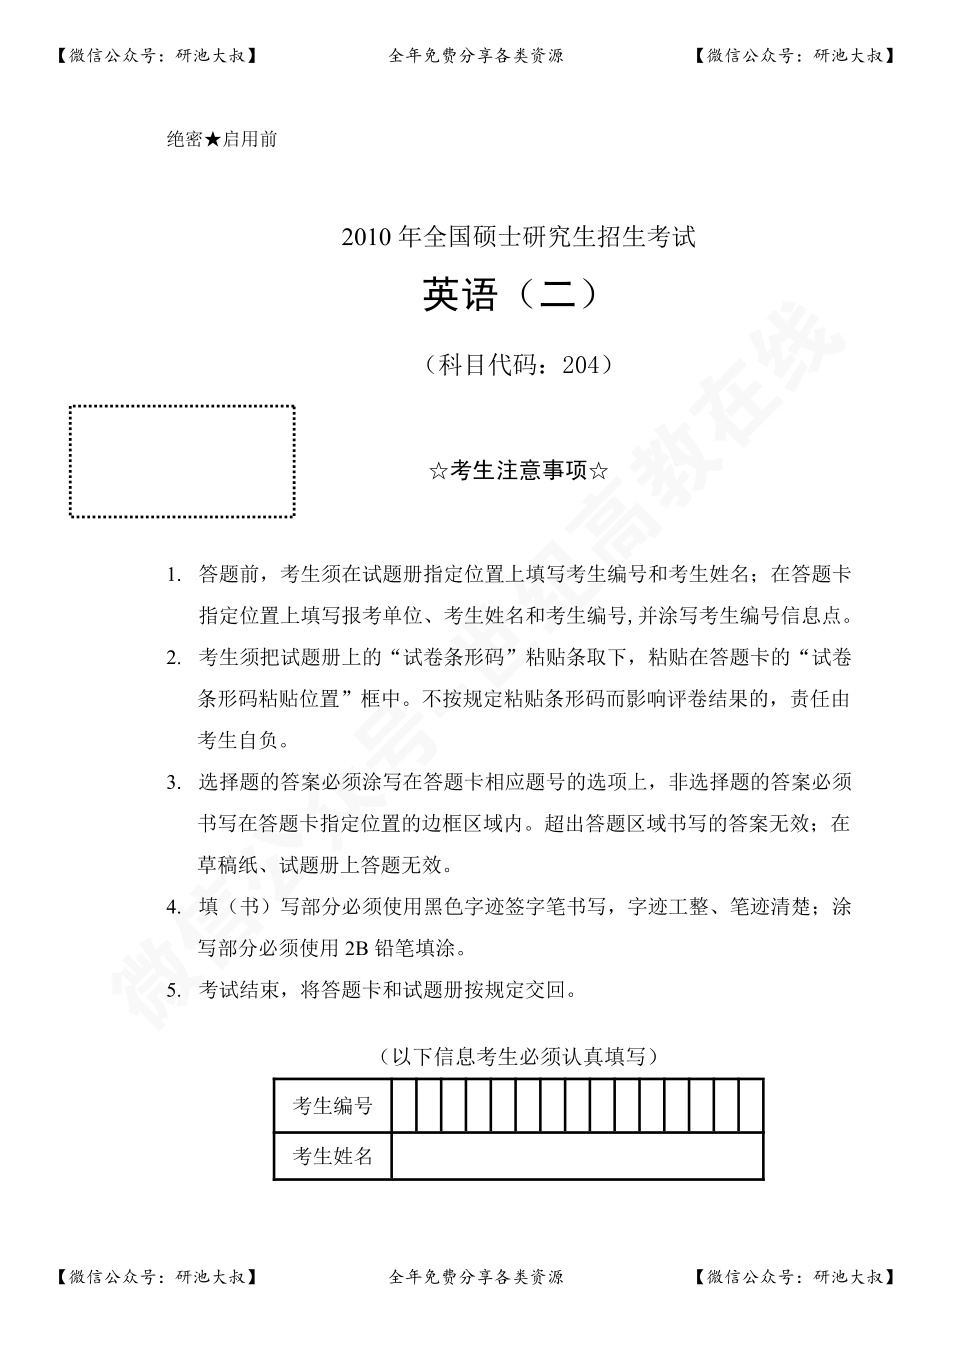 【微信公众号：研池大叔】 全年免费分享各类资源 【微信公众号：研池大叔】
绝密★启用前
2010 年全国硕士研究生招生考试
英语（二）
（科目代码：204）
☆考生注意事项☆
1. 答题前，考生须在试题册指定位置上填写考生编号和考生姓名；在答题卡
指定位置上填写报考单位、考生姓名和考生编号,并涂写考生编号信息点。
2. 考生须把试题册上的“试卷条形码”粘贴条取下，粘贴在答题卡的“试卷
条形码粘贴位置”框中。不按规定粘贴条形码而影响评卷结果的，责任由
考生自负。
3. 选择题的答案必须涂写在答题卡相应题号的选项上，非选择题的答案必须
书写在答题卡指定位置的边框区域内。超出答题区域书写的答案无效；在
草稿纸、试题册上答题无效。
4. 填（书）写部分必须使用黑色字迹签字笔书写，字迹工整、笔迹清楚；涂
写部分必须使用 2B 铅笔填涂。
5. 考试结束，将答题卡和试题册按规定交回。
（以下信息考生必须认真填写）
考生编号
考生姓名
微信公众号-世纪高教在线
【微信公众号：研池大叔】 全年免费分享各类资源 【微信公众号：研池大叔】